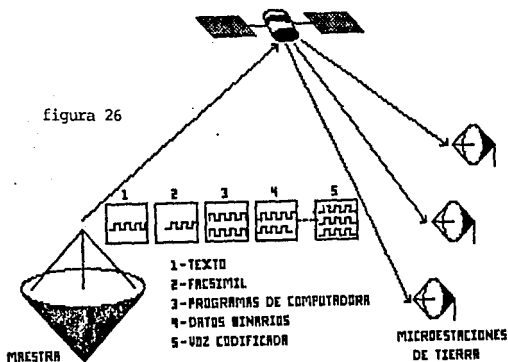 figura 26
1 2 3 4 5
1-TEXTO
2-FACSIMIL
3-PROGRAMAS DE COMPUTADORA
4-DATOS BINARIOS
5-VOZ CODIFICADA
MAESTRA
MICROESTACIONES
DE TIERRA